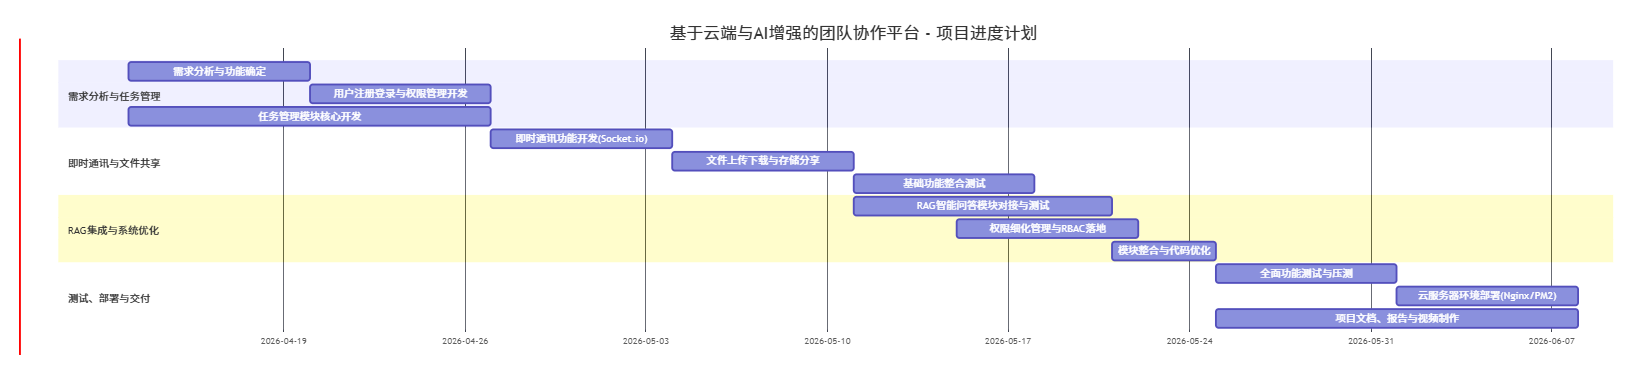 基于云端与AI增强的团队协作平台 - 项目进度计划
需求分析与功能确定
用户注册登录与权限管理开发
需求分析与任务管理
任务管理模块核心开发
即时通讯功能开发(Socket.io)
文件上传下载与存储分享
即时通讯与文件共享
基础功能整合测试
RAG智能问答模块对接与测试
权限细化管理与RBAC落地
RAG集成与系统优化
模块整合与代码优化
全面功能测试与压测
云服务器环境部署(Nginx/PM2)
测试、部署与交付
项目文档、报告与视频制作
2026-04-19
2026-04-26
2026-05-03
2026-05-10
2026-05-17
2026-05-24
2026-05-31
2026-06-07